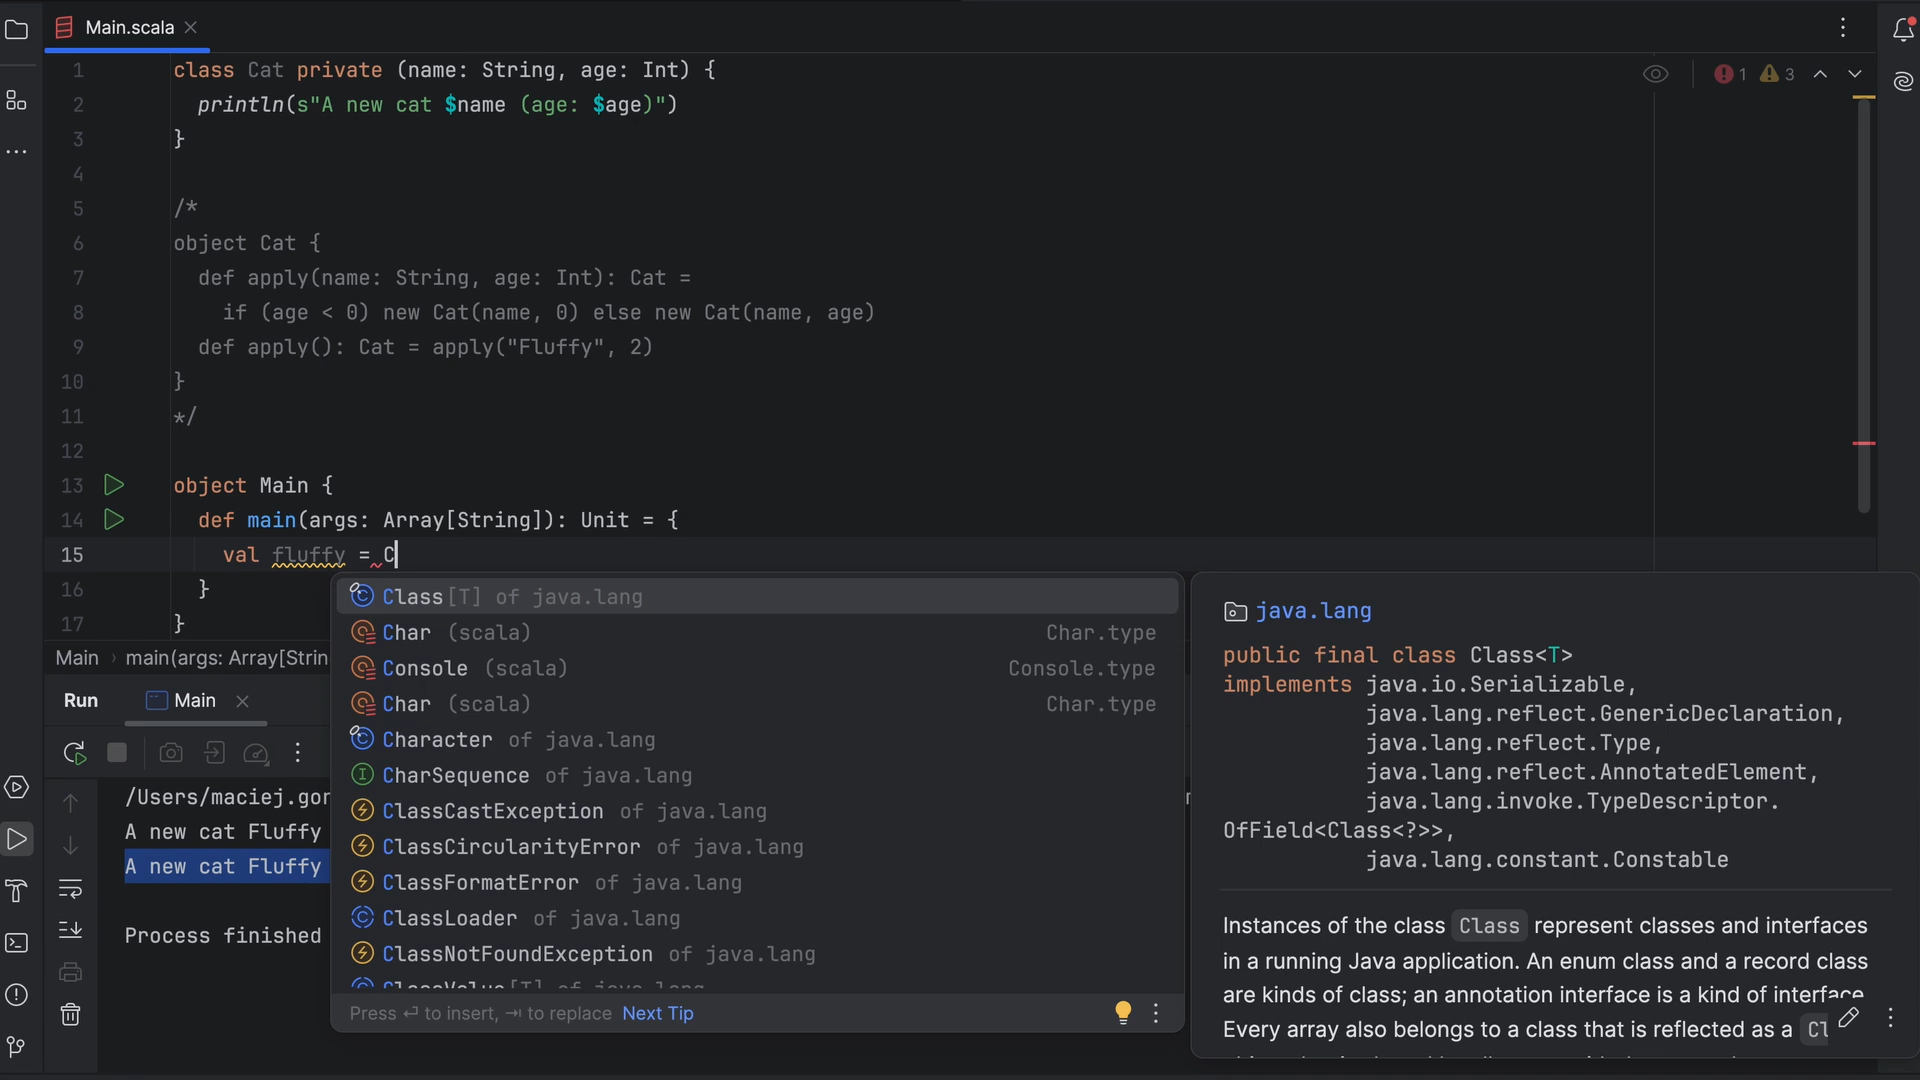 Main.scala
1 class Cat private (name: String, age: Int) {
2 println(s"A new cat $name (age: $age)")
3 }
4
5 /*
6 object Cat {
7 def apply(name: String, age: Int): Cat =
8 if (age < 0) new Cat(name, 0) else new Cat(name, age)
9 def apply(): Cat = apply("Fluffy", 2)
10 }
11 */
12
13 object Main {
14 def main(args: Array[String]): Unit = {
15 val fluffy = C
16 }
17 }
1 3
Main › main(args: Array[Strin
Run Main
/Users/maciej.gor
A new cat Fluffy
A new cat Fluffy
Process finished
Class[T] of java.lang
Char (scala) Char.type
Console (scala) Console.type
Char (scala) Char.type
Character of java.lang
CharSequence of java.lang
ClassCastException of java.lang
ClassCircularityError of java.lang
ClassFormatError of java.lang
ClassLoader of java.lang
ClassNotFoundException of java.lang
ClassValue[T] of java.lang
Press ↵ to insert, ⇥ to replace Next Tip
java.lang
public final class Class<T>
implements java.io.Serializable,
java.lang.reflect.GenericDeclaration,
java.lang.reflect.Type,
java.lang.reflect.AnnotatedElement,
java.lang.invoke.TypeDescriptor.
OfField<Class<?>>,
java.lang.constant.Constable
Instances of the class Class represent classes and interfaces
in a running Java application. An enum class and a record class
are kinds of class; an annotation interface is a kind of interface
Every array also belongs to a class that is reflected as a Cl